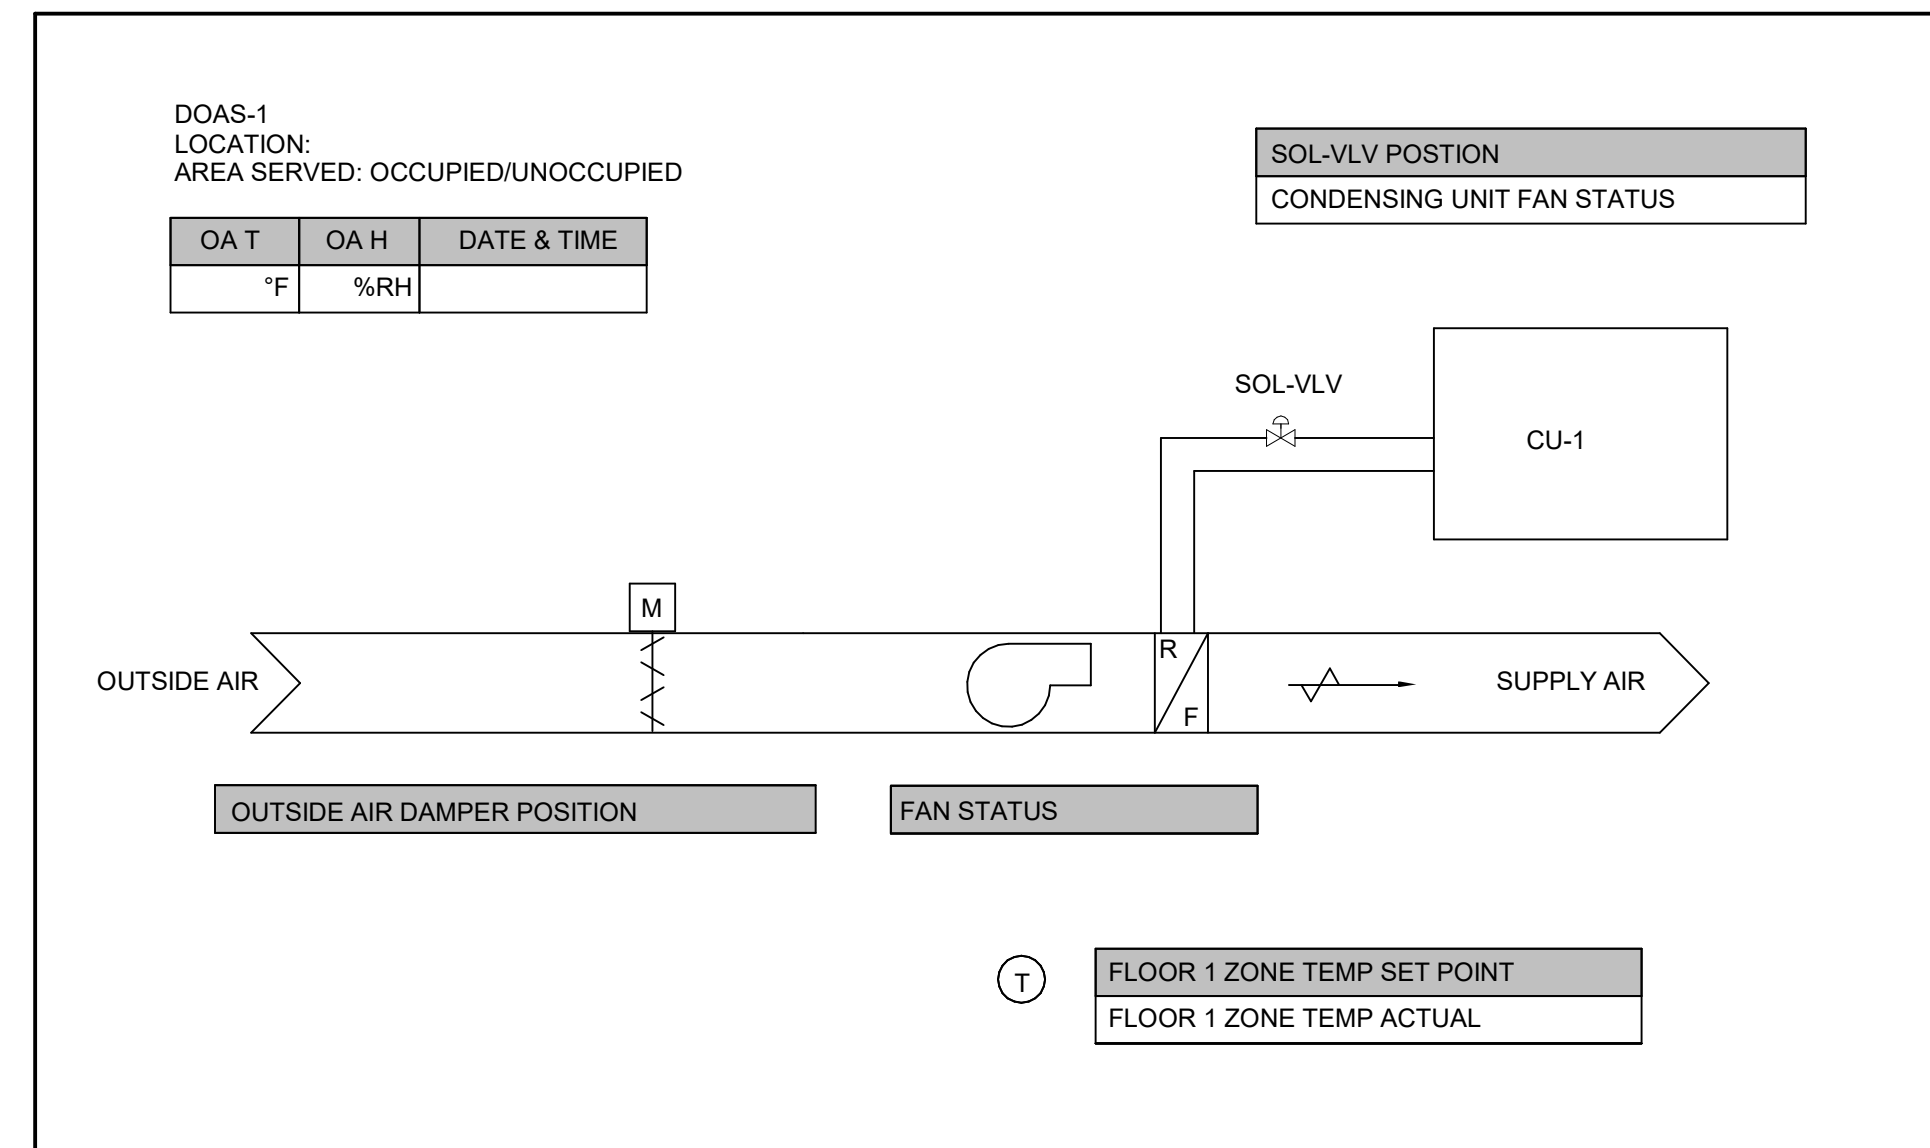 DOAS-1
LOCATION:
AREA SERVED: OCCUPIED/UNOCCUPIED
OA T OA H DATE & TIME
°F %RH
SOL-VLV POSTION
CONDENSING UNIT FAN STATUS
SOL-VLV
CU-1
M
OUTSIDE AIR
R
F
SUPPLY AIR
OUTSIDE AIR DAMPER POSITION
FAN STATUS
T
FLOOR 1 ZONE TEMP SET POINT
FLOOR 1 ZONE TEMP ACTUAL